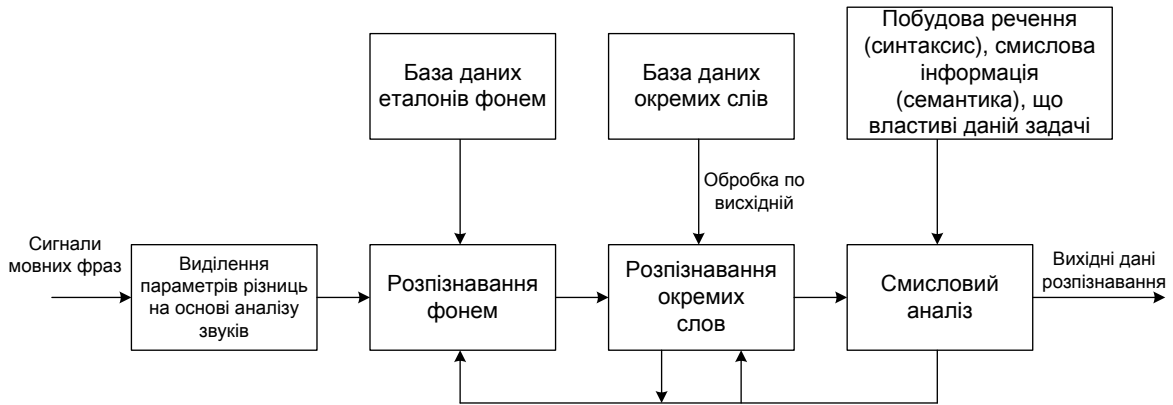 База даних
еталонів фонем
База даних
окремих слів
Побудова речення
(синтаксис), смислова
інформація
(семантика), що
властиві даній задачі
Обробка по
висхідній
Сигнали
мовних фраз
Виділення
параметрів різниць
на основі аналізу
звуків
Розпізнавання
фонем
Розпізнавання
окремих
слов
Смисловий
аналіз
Вихідні дані
розпізнавання